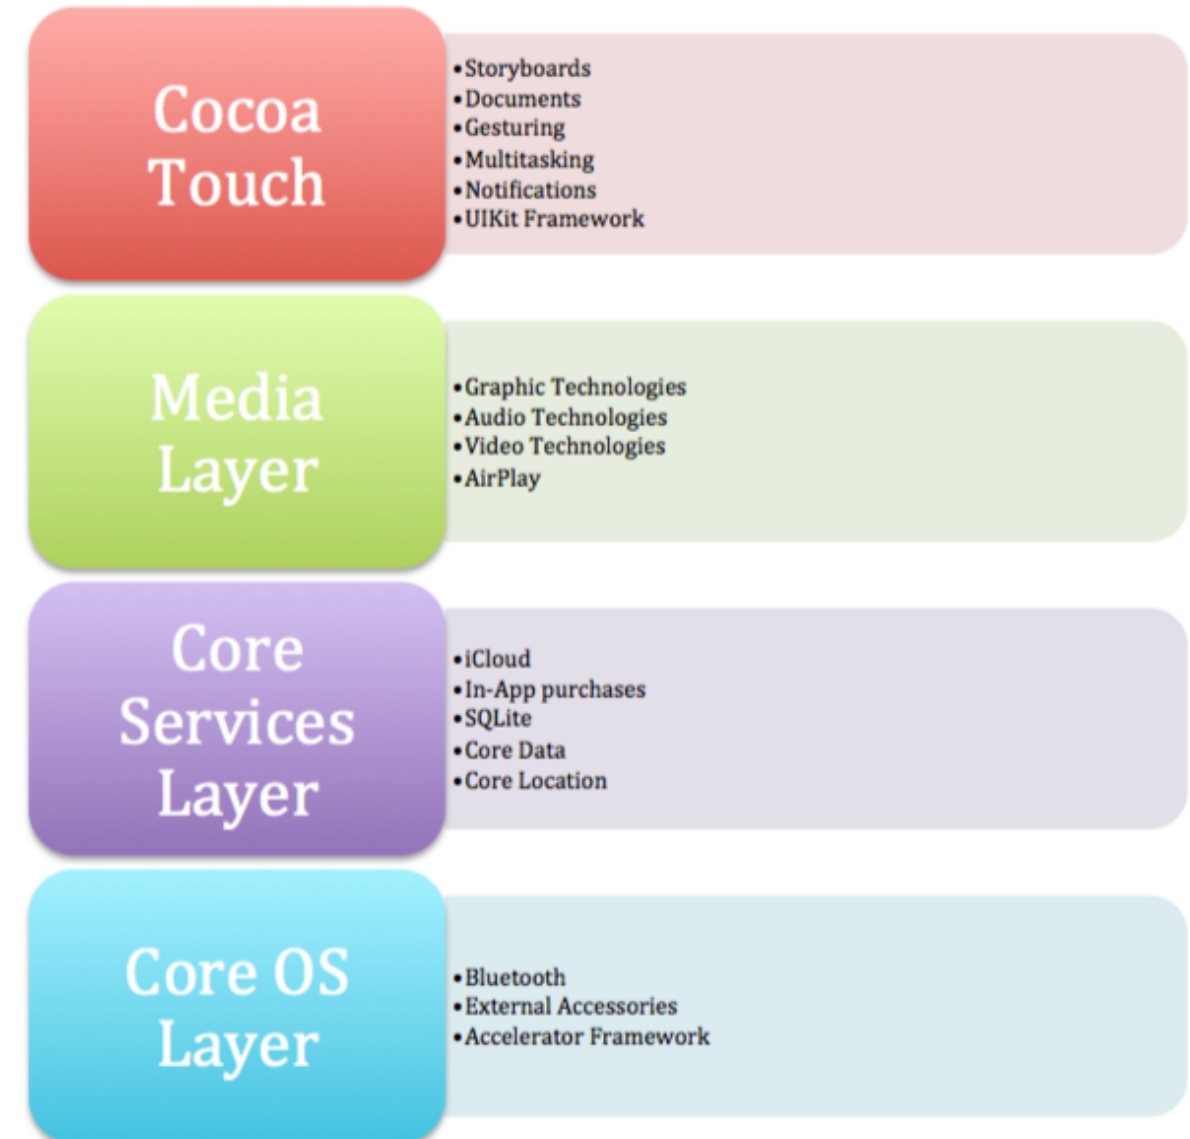 Cocoa
Touch
•Storyboards
•Documents
•Gesturing
•Multitasking
•Notifications
•UIKit Framework
Media
Layer
•Graphic Technologies
•Audio Technologies
•Video Technologies
•AirPlay
Core
Services
Layer
•iCloud
•In-App purchases
•SQLite
•Core Data
•Core Location
Core OS
Layer
•Bluetooth
•External Accessories
•Accelerator Framework